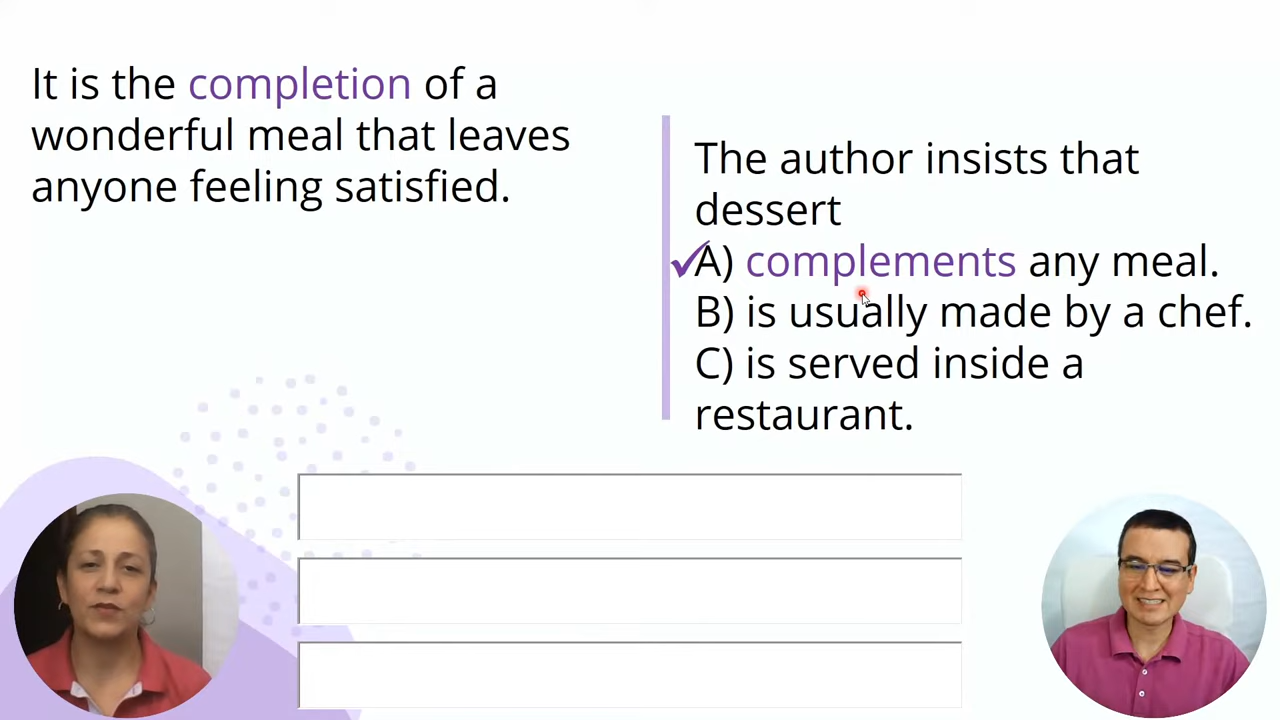 It is the completion of a
wonderful meal that leaves
anyone feeling satisfied.
The author insists that
dessert
✓A) complements any meal.
B) is usually made by a chef.
C) is served inside a
restaurant.